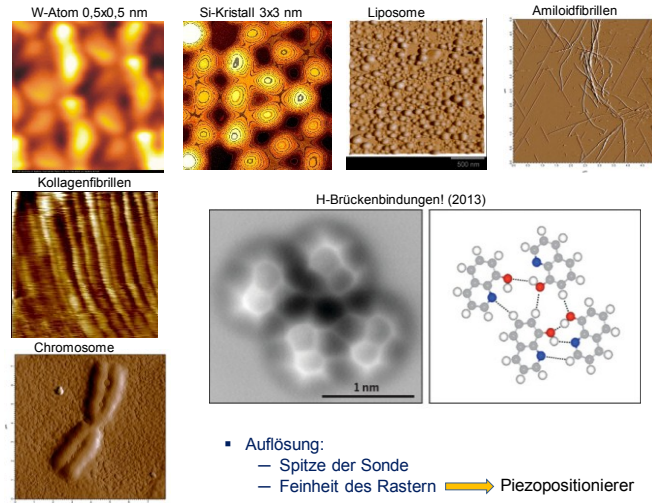 W-Atom 0,5x0,5 nm
Si-Kristall 3x3 nm
Liposome
Amiloidfibrillen
500 nm
Kollagenfibrillen
H-Brückenbindungen! (2013)
1 nm
Chromosome
▪ Auflösung:
— Spitze der Sonde
— Feinheit des Rastern Piezopositionierer